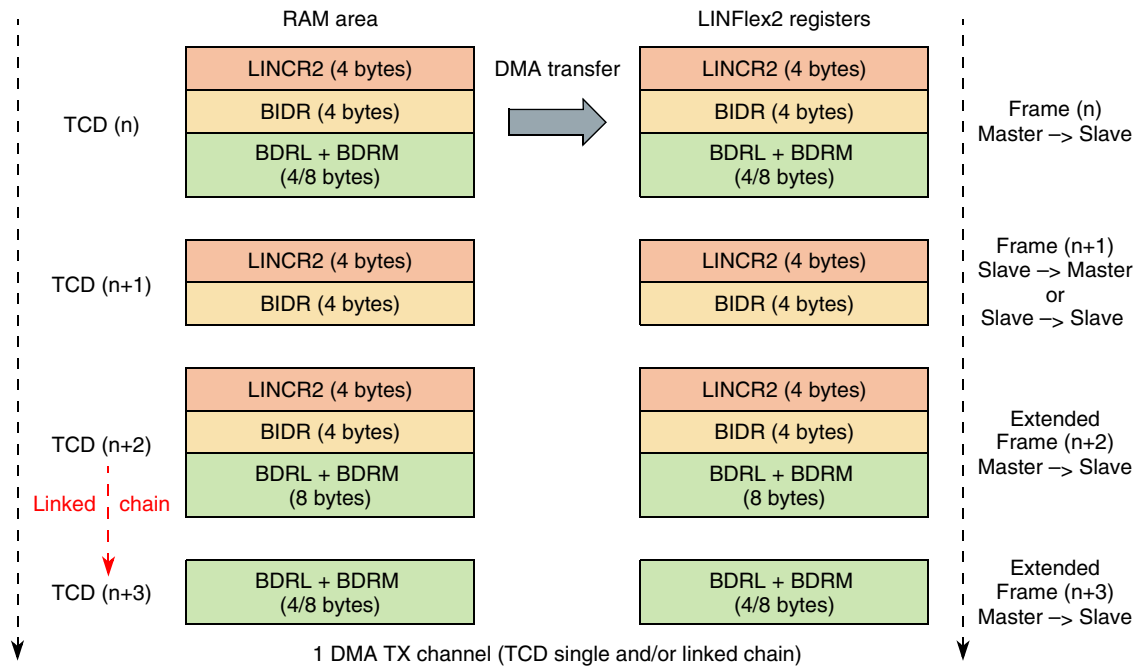 RAM area
LINFlex2 registers
TCD (n)
LINCR2 (4 bytes)
BIDR (4 bytes)
BDRL + BDRM
(4/8 bytes)
DMA transfer
LINCR2 (4 bytes)
BIDR (4 bytes)
BDRL + BDRM
(4/8 bytes)
Frame (n)
Master –> Slave
TCD (n+1)
LINCR2 (4 bytes)
BIDR (4 bytes)
LINCR2 (4 bytes)
BIDR (4 bytes)
Frame (n+1)
Slave –> Master
or
Slave –> Slave
TCD (n+2)
Linked chain
LINCR2 (4 bytes)
BIDR (4 bytes)
BDRL + BDRM
(8 bytes)
LINCR2 (4 bytes)
BIDR (4 bytes)
BDRL + BDRM
(8 bytes)
Extended
Frame (n+2)
Master –> Slave
TCD (n+3)
BDRL + BDRM
(4/8 bytes)
BDRL + BDRM
(4/8 bytes)
Extended
Frame (n+3)
Master –> Slave
1 DMA TX channel (TCD single and/or linked chain)